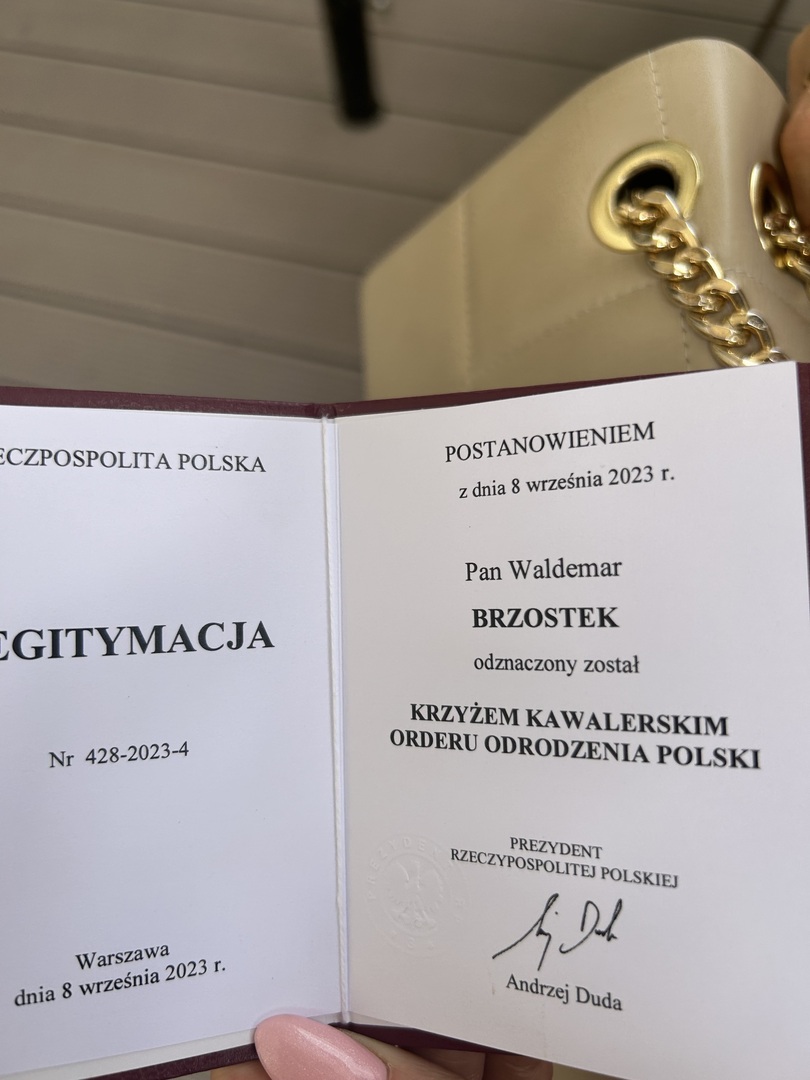 ECZPOSPOLITA POLSKA
EGITYMACJA
Nr 428-2023-4
Warszawa
dnia 8 września 2023 r.
POSTANOWIENIEM
z dnia 8 września 2023 r.
Pan Waldemar
BRZOSTEK
odznaczony został
KRZYŻEM KAWALERSKIM
ORDERU ODRODZENIA POLSKI
PREZYDENT
RZECZYPOSPOLITEJ POLSKIEJ
Andrzej Duda